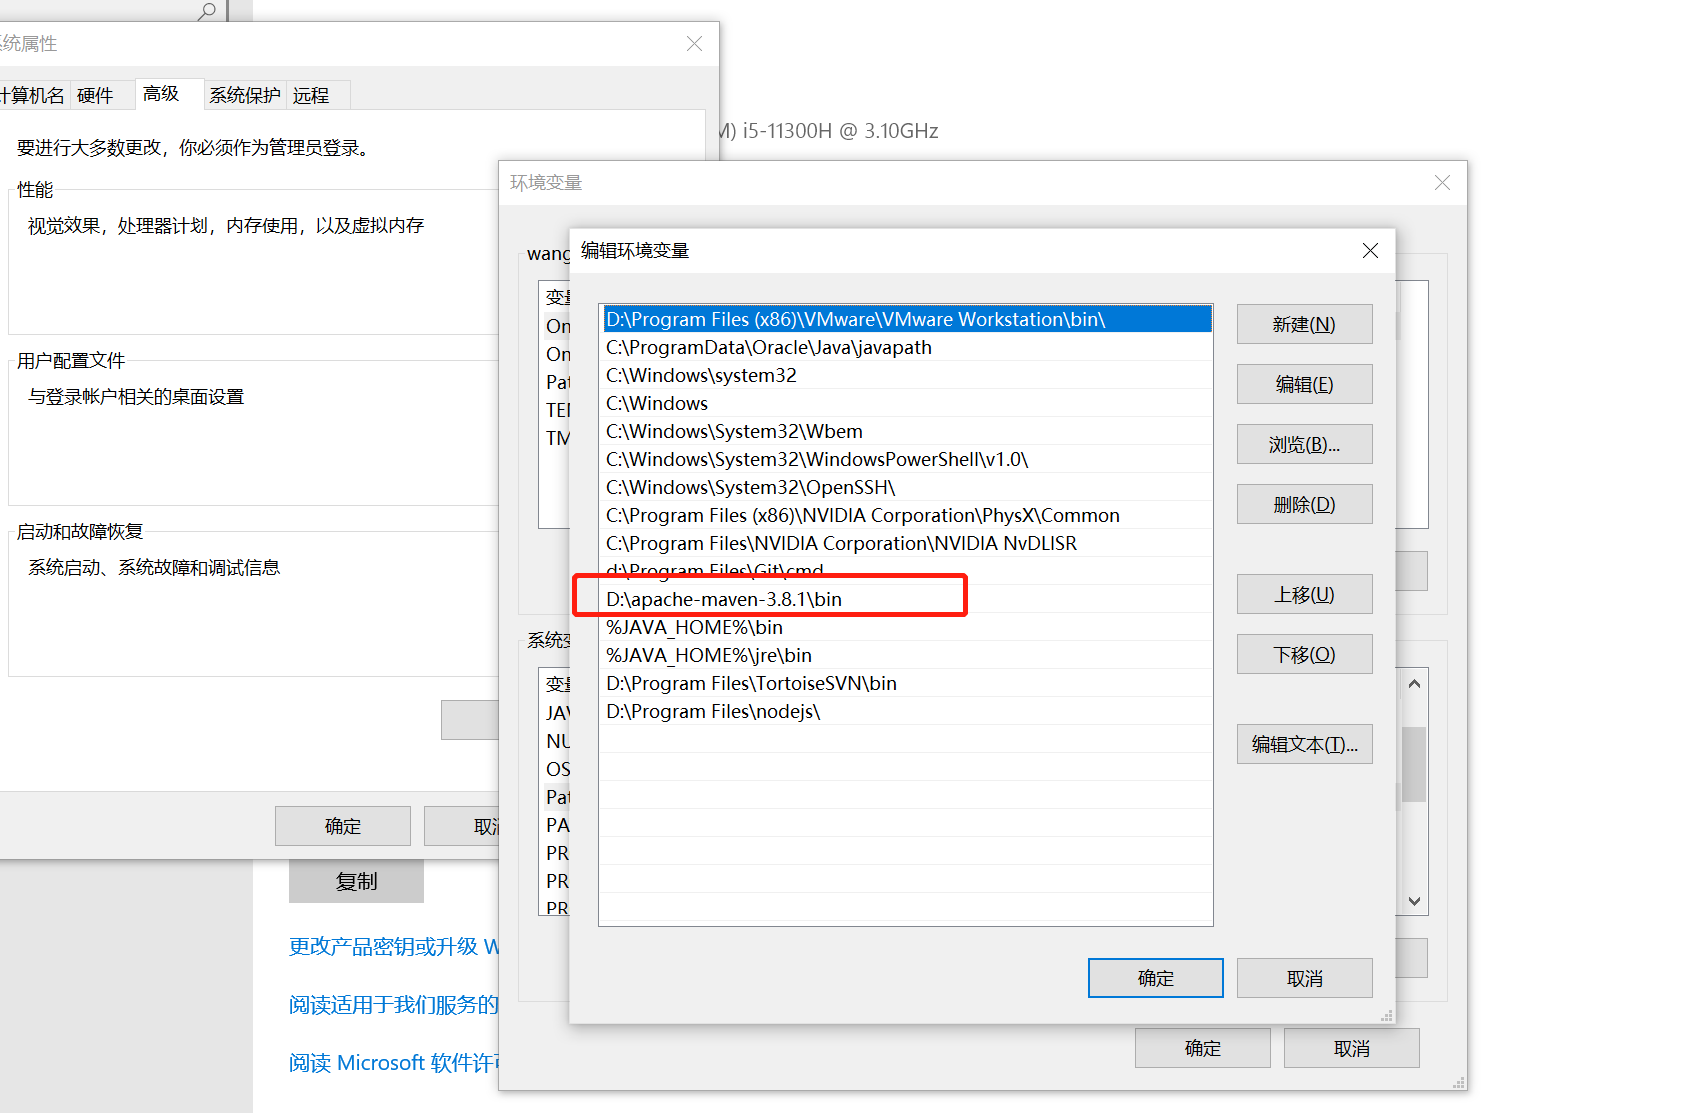 系统属性
计算机名
硬件
高级
系统保护
远程
要进行大多数更改，你必须作为管理员登录。
性能
视觉效果，处理器计划，内存使用，以及虚拟内存
用户配置文件
与登录帐户相关的桌面设置
启动和故障恢复
系统启动、系统故障和调试信息
确定
取消
M) i5-11300H @ 3.10GHz
环境变量
wang
变量
On
On
Pat
TEM
TM
系统变
变量
JAV
NU
OS
Pat
PA
PR
PR
PR
编辑环境变量
D:\Program Files (x86)\VMware\VMware Workstation\bin\
C:\ProgramData\Oracle\Java\javapath
C:\Windows\system32
C:\Windows
C:\Windows\System32\Wbem
C:\Windows\System32\WindowsPowerShell\v1.0\
C:\Windows\System32\OpenSSH\
C:\Program Files (x86)\NVIDIA Corporation\PhysX\Common
C:\Program Files\NVIDIA Corporation\NVIDIA NvDLISR
d:\Program Files\Git\cmd
D:\apache-maven-3.8.1\bin
%JAVA_HOME%\bin
%JAVA_HOME%\jre\bin
D:\Program Files\TortoiseSVN\bin
D:\Program Files\nodejs\
新建(N)
编辑(E)
浏览(B)...
删除(D)
上移(U)
下移(O)
编辑文本(T)...
确定
取消
确定
取消
复制
更改产品密钥或升级 W
阅读适用于我们服务的
阅读 Microsoft 软件许可